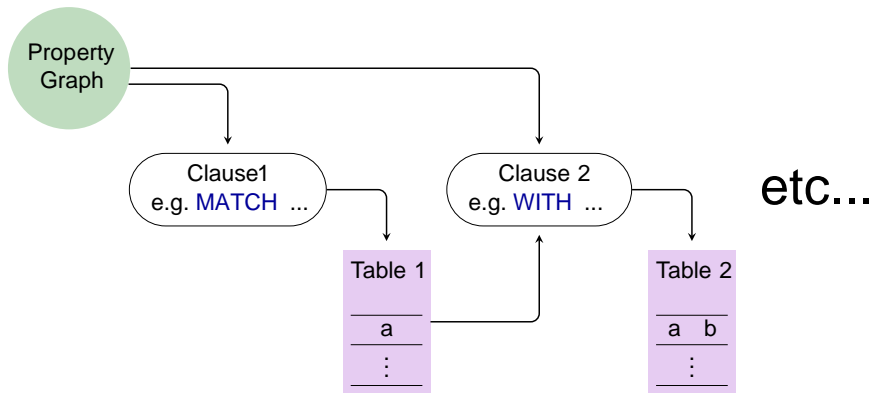 Property
Graph
Clause1
e.g. MATCH ...
Clause 2
e.g. WITH ...
etc...
Table 1
a
⋮
Table 2
a b
⋮